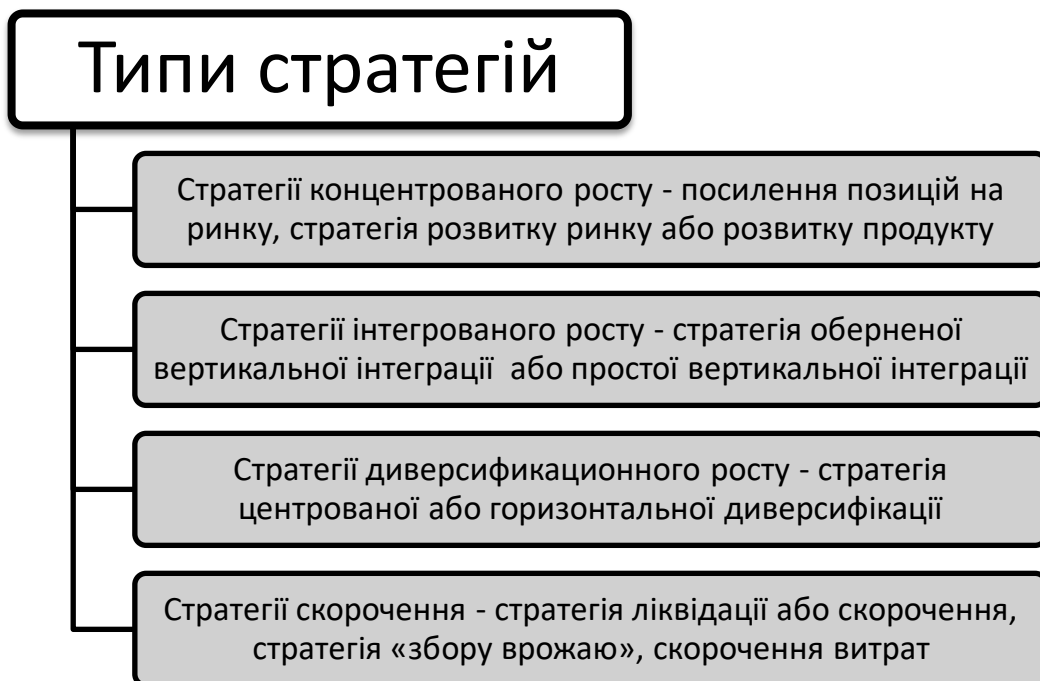 Типи стратегій
Стратегії концентрованого росту - посилення позицій на
ринку, стратегія розвитку ринку або розвитку продукту
Стратегії інтегрованого росту - стратегія оберненої
вертикальної інтеграції або простої вертикальної інтеграції
Стратегії диверсификационного росту - стратегія
центрованої або горизонтальної диверсифікації
Стратегії скорочення - стратегія ліквідації або скорочення,
стратегія «збору врожаю», скорочення витрат